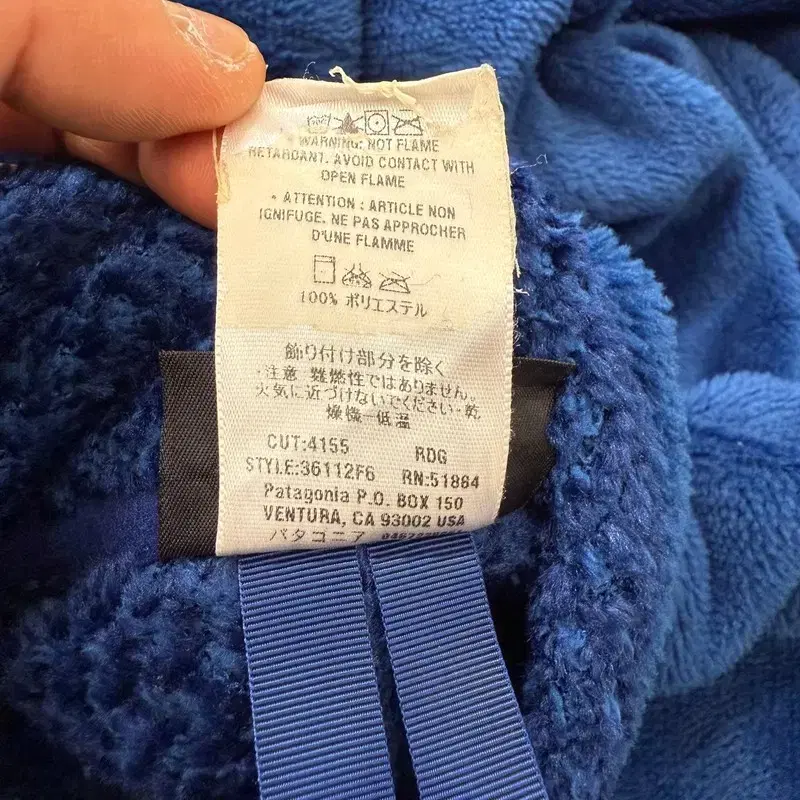 WARNING: NOT FLAME
RETARDANT. AVOID CONTACT WITH
OPEN FLAME
• ATTENTION : ARTICLE NON
IGNIFUGE. NE PAS APPROCHER
D'UNE FLAMME
100% ポリエステル
飾り付け部分を除く
・注意 難燃性ではありません。
火気に近づけないでください・乾
燥機-低温
CUT:4155 RDG
STYLE:36112F6 RN:51884
Patagonia P.O. BOX 150
VENTURA, CA 93002 USA
パタゴニア